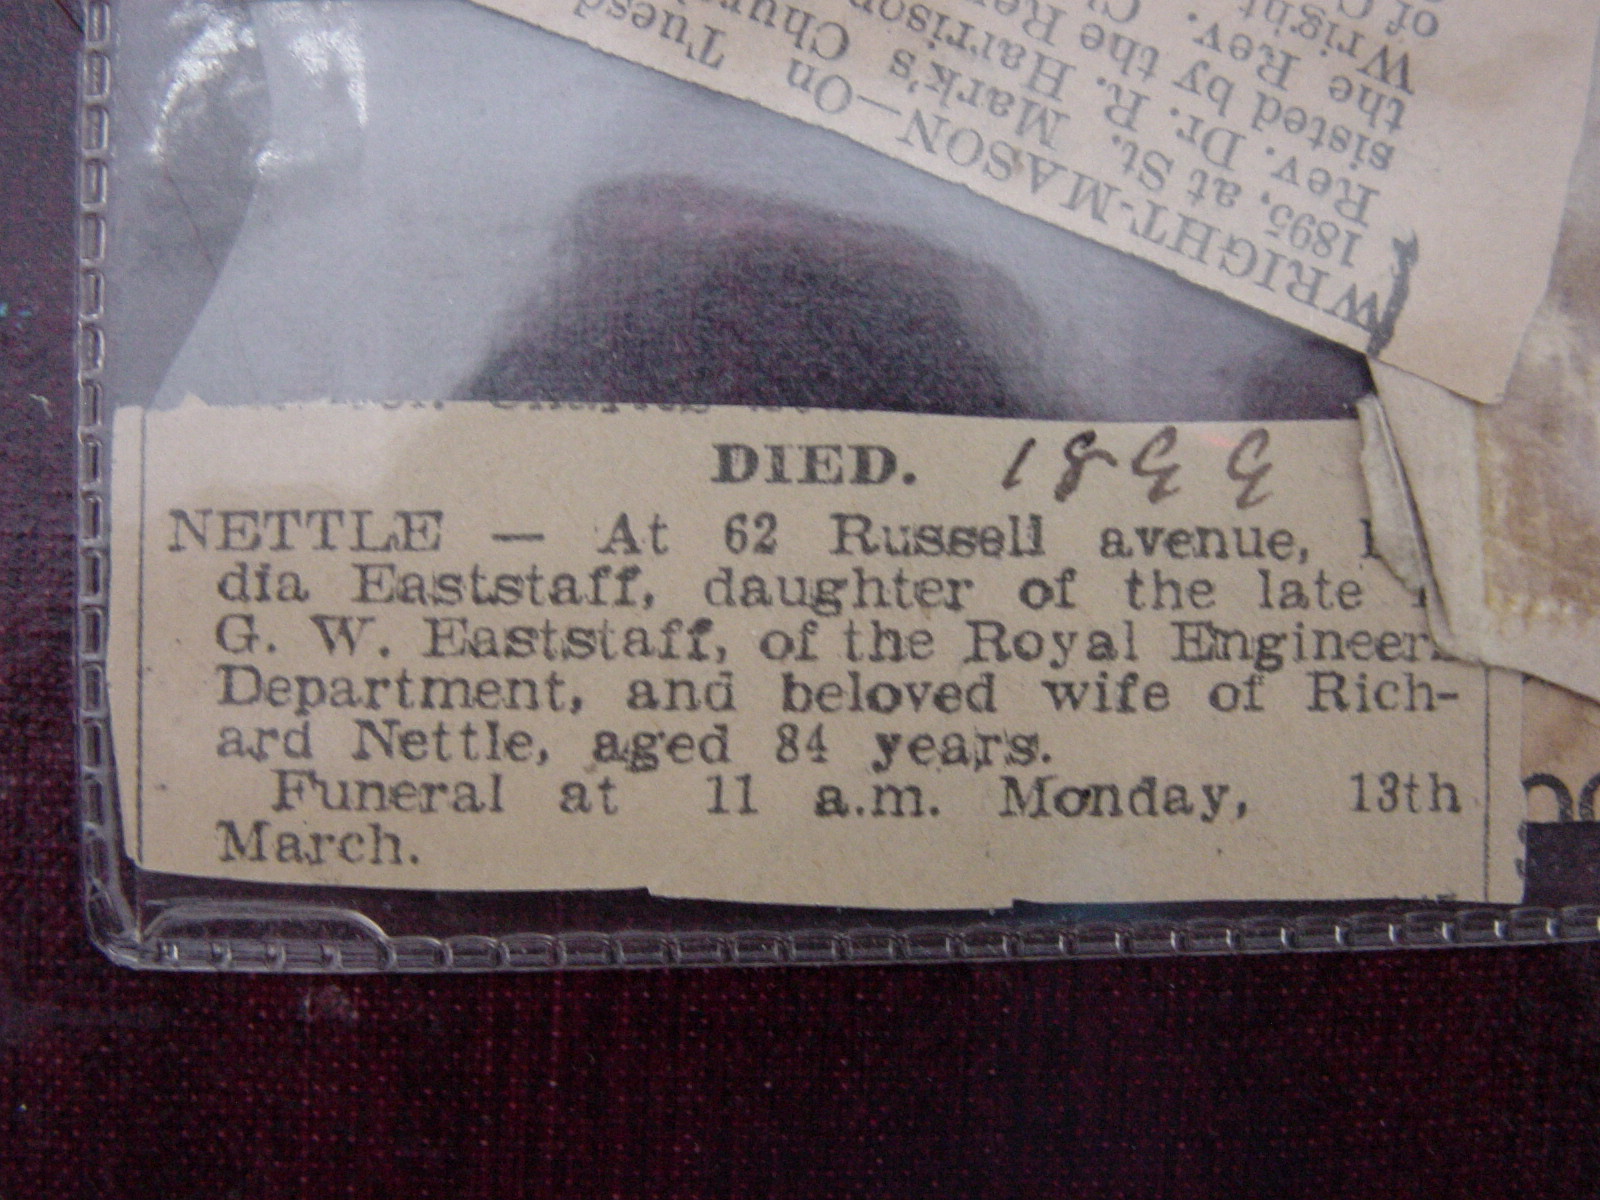 WRIGHT-MASON—On Tuesd
1895, at St. Mark's Chur
Rev. Dr. R. Harrison
sisted by the Re
the Rev. C
Wright
of C
DIED. 1899
NETTLE — At 62 Russell avenue,
dia Eaststaff, daughter of the late
G. W. Eaststaff, of the Royal Engineer
Department, and beloved wife of Rich-
ard Nettle, aged 84 years.
Funeral at 11 a.m. Monday, 13th
March.